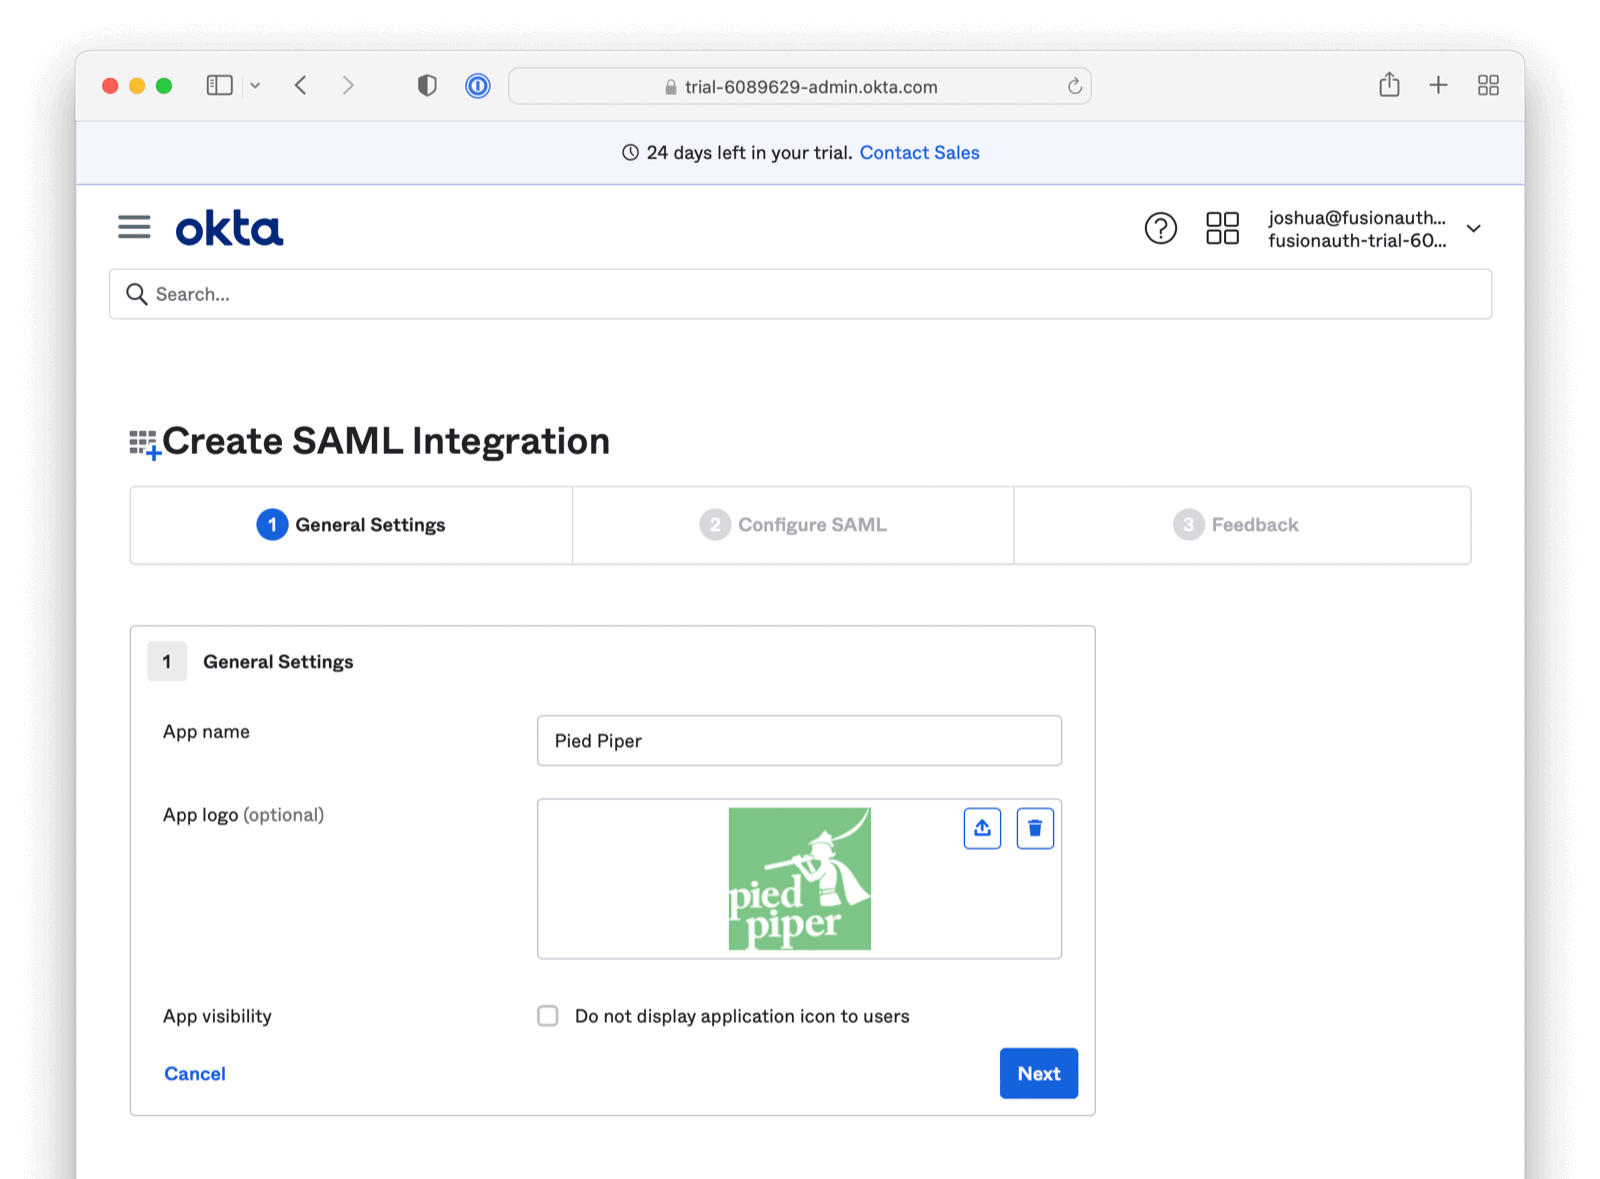 trial-6089629-admin.okta.com
24 days left in your trial. Contact Sales
okta
joshua@fusionauth...
fusionauth-trial-60...
Search...
Create SAML Integration
1 General Settings
2 Configure SAML
3 Feedback
1 General Settings
App name
Pied Piper
App logo (optional)
pied
piper
App visibility
Do not display application icon to users
Cancel
Next